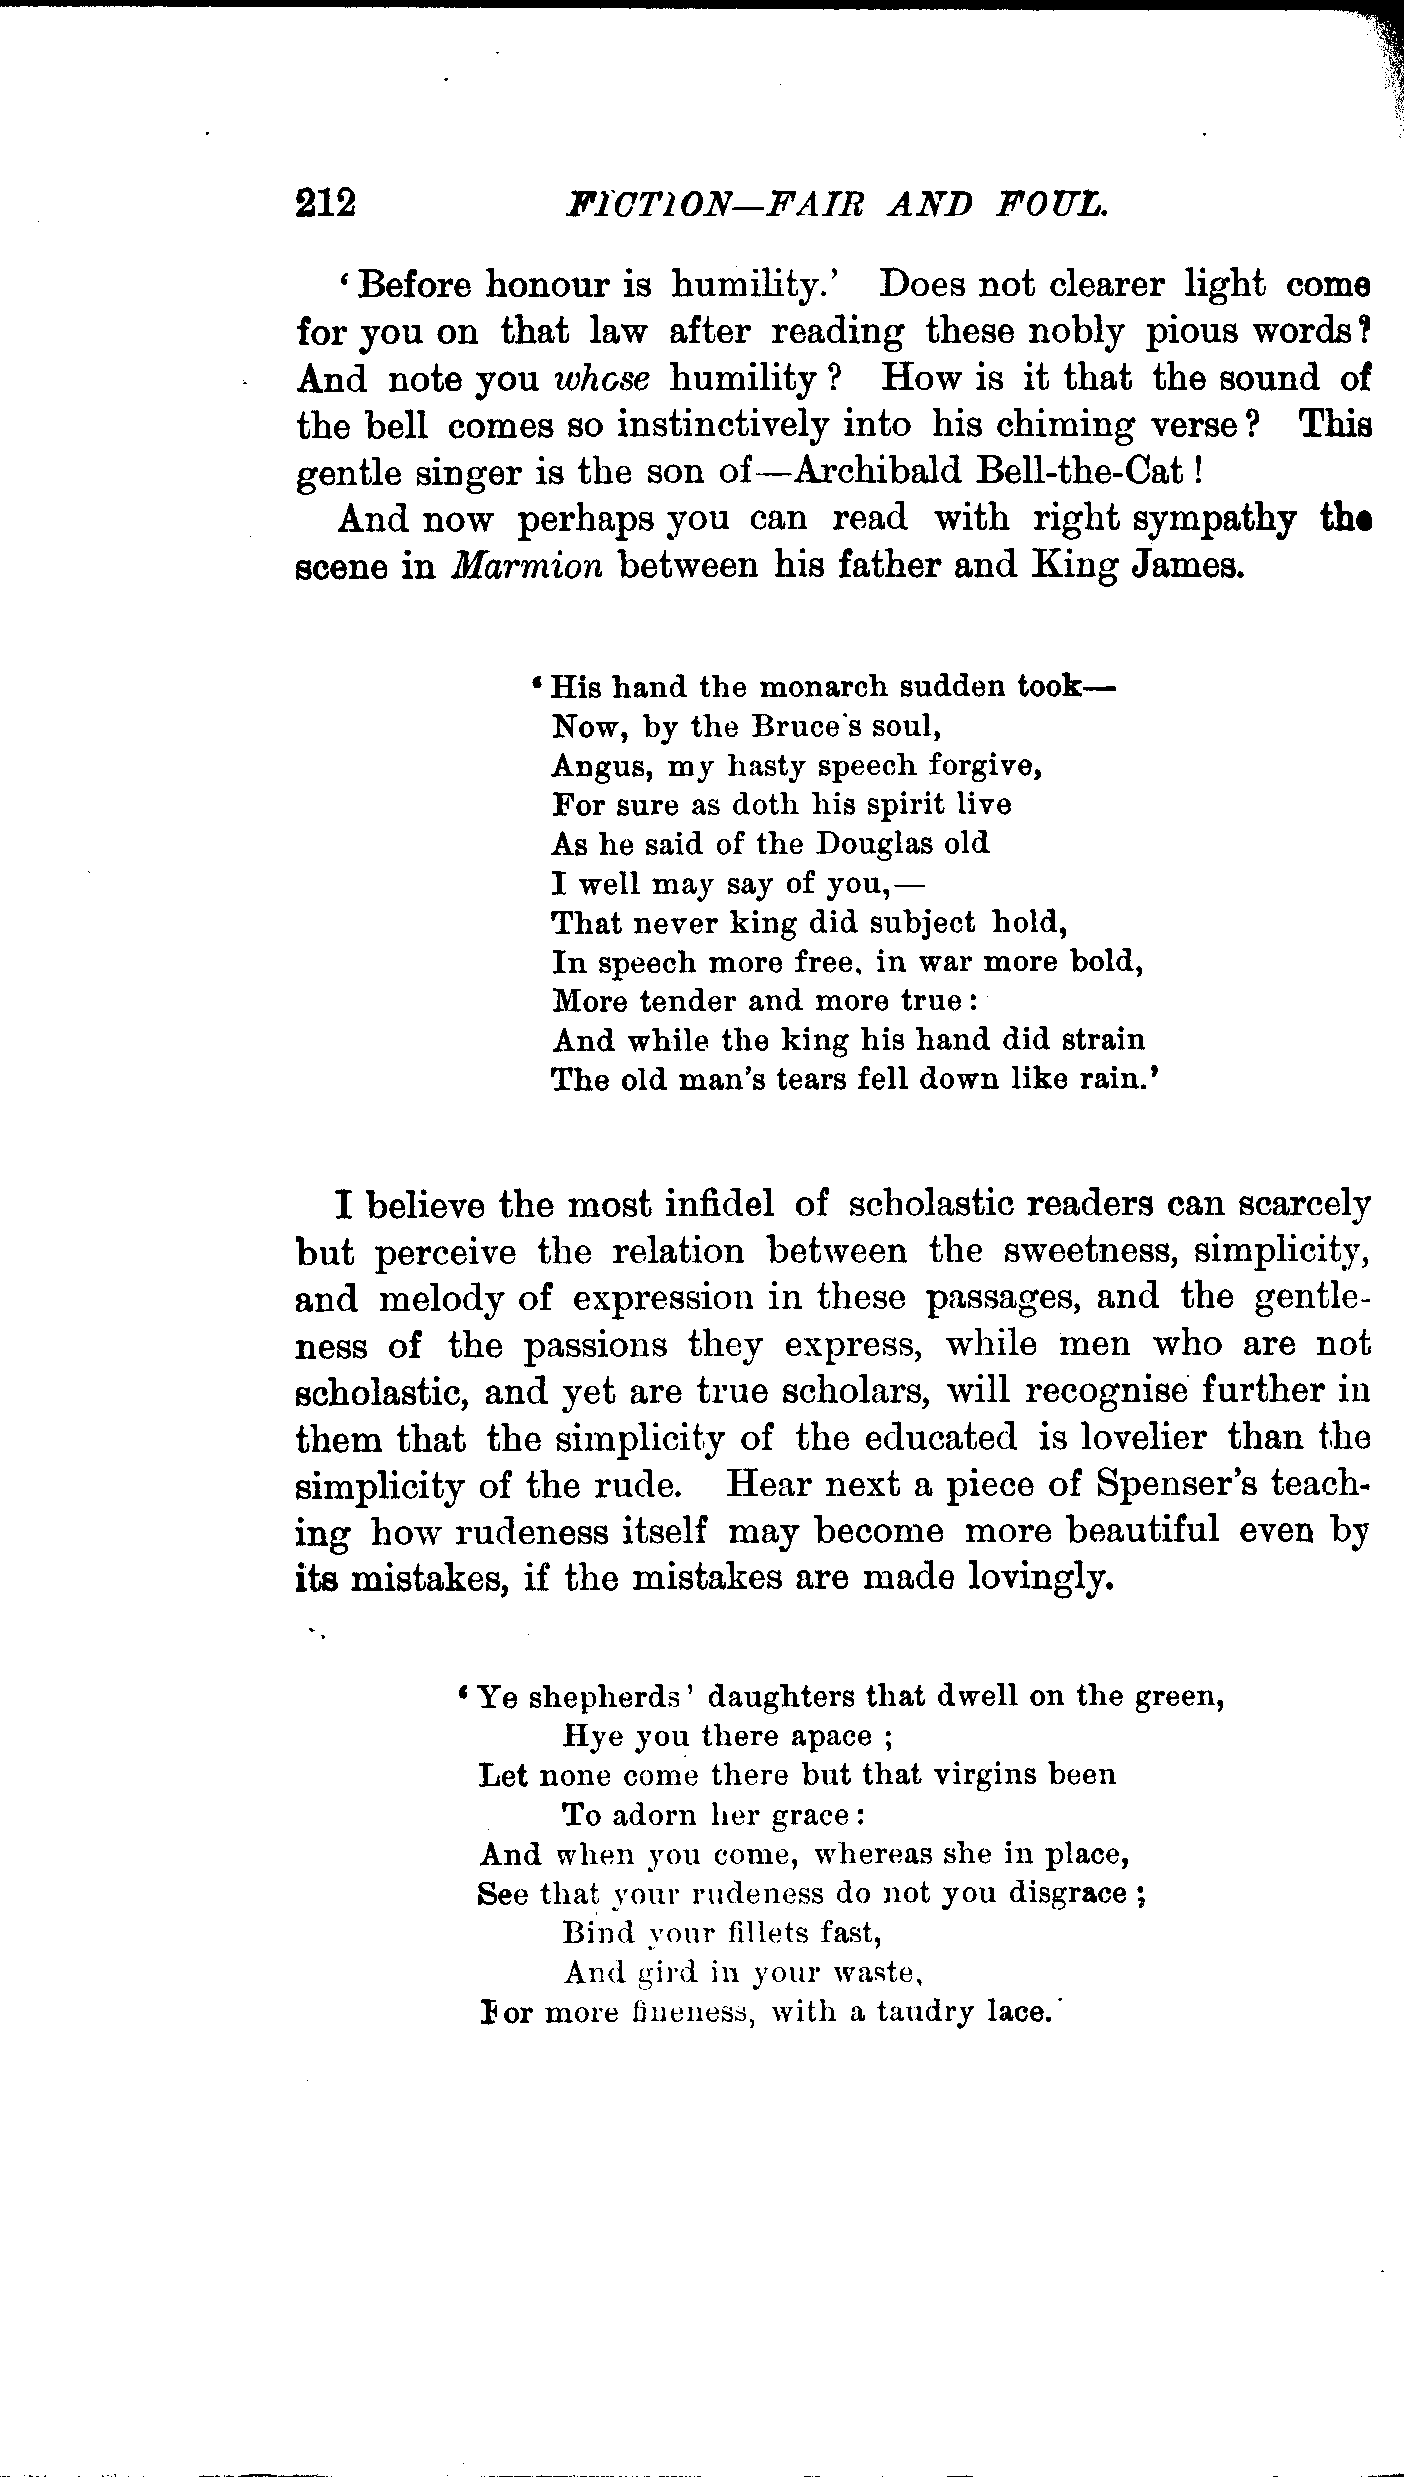 212 FICTION—FAIR AND FOUL.
‘Before honour is humility.’ Does not clearer light come
for you on that law after reading these nobly pious words?
And note you whose humility? How is it that the sound of
the bell comes so instinctively into his chiming verse? This
gentle singer is the son of—Archibald Bell-the-Cat!
And now perhaps you can read with right sympathy the
scene in Marmion between his father and King James.
‘His hand the monarch sudden took—
Now, by the Bruce's soul,
Angus, my hasty speech forgive,
For sure as doth his spirit live
As he said of the Douglas old
I well may say of you,—
That never king did subject hold,
In speech more free, in war more bold,
More tender and more true:
And while the king his hand did strain
The old man's tears fell down like rain.’
I believe the most infidel of scholastic readers can scarcely
but perceive the relation between the sweetness, simplicity,
and melody of expression in these passages, and the gentle-
ness of the passions they express, while men who are not
scholastic, and yet are true scholars, will recognise further in
them that the simplicity of the educated is lovelier than the
simplicity of the rude. Hear next a piece of Spenser's teach-
ing how rudeness itself may become more beautiful even by
its mistakes, if the mistakes are made lovingly.
‘Ye shepherds' daughters that dwell on the green,
Hye you there apace;
Let none come there but that virgins been
To adorn her grace:
And when you come, whereas she in place,
See that your rudeness do not you disgrace;
Bind your fillets fast,
And gird in your waste,
For more fineness, with a taudry lace.’